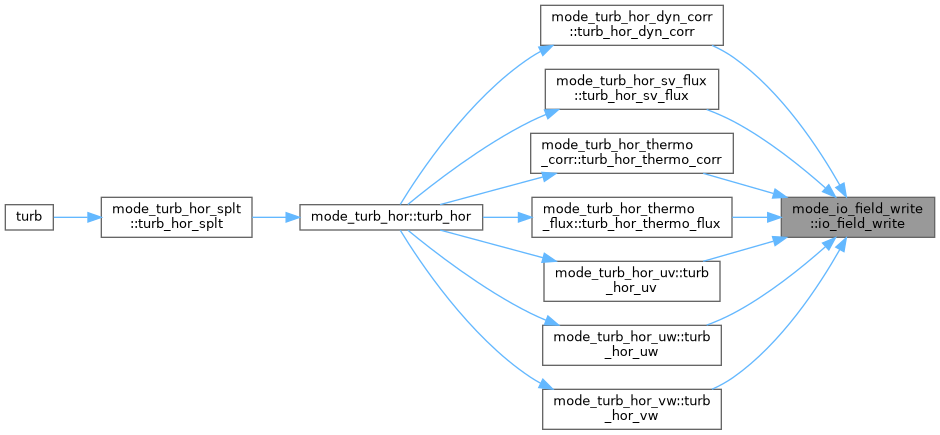 mode_turb_hor_dyn_corr
::turb_hor_dyn_corr
mode_turb_hor_sv_flux
::turb_hor_sv_flux
mode_turb_hor_thermo
_corr::turb_hor_thermo_corr
turb
mode_turb_hor_splt
::turb_hor_splt
mode_turb_hor::turb_hor
mode_turb_hor_thermo
_flux::turb_hor_thermo_flux
mode_io_field_write
::io_field_write
mode_turb_hor_uv::turb
_hor_uv
mode_turb_hor_uw::turb
_hor_uw
mode_turb_hor_vw::turb
_hor_vw